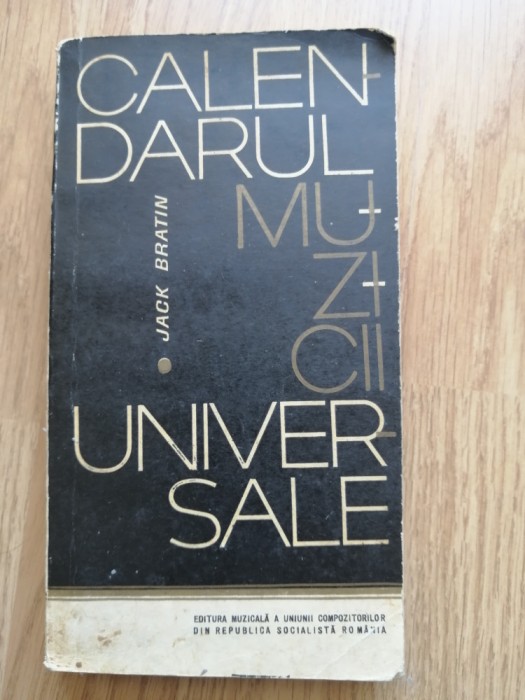 CALEN-
DARUL
MU-
ZI-
CII
UNIVER-
SALE
JACK BRATIN
EDITURA MUZICALĂ A UNIUNII COMPOZITORILOR
DIN REPUBLICA SOCIALISTĂ ROMÂNIA